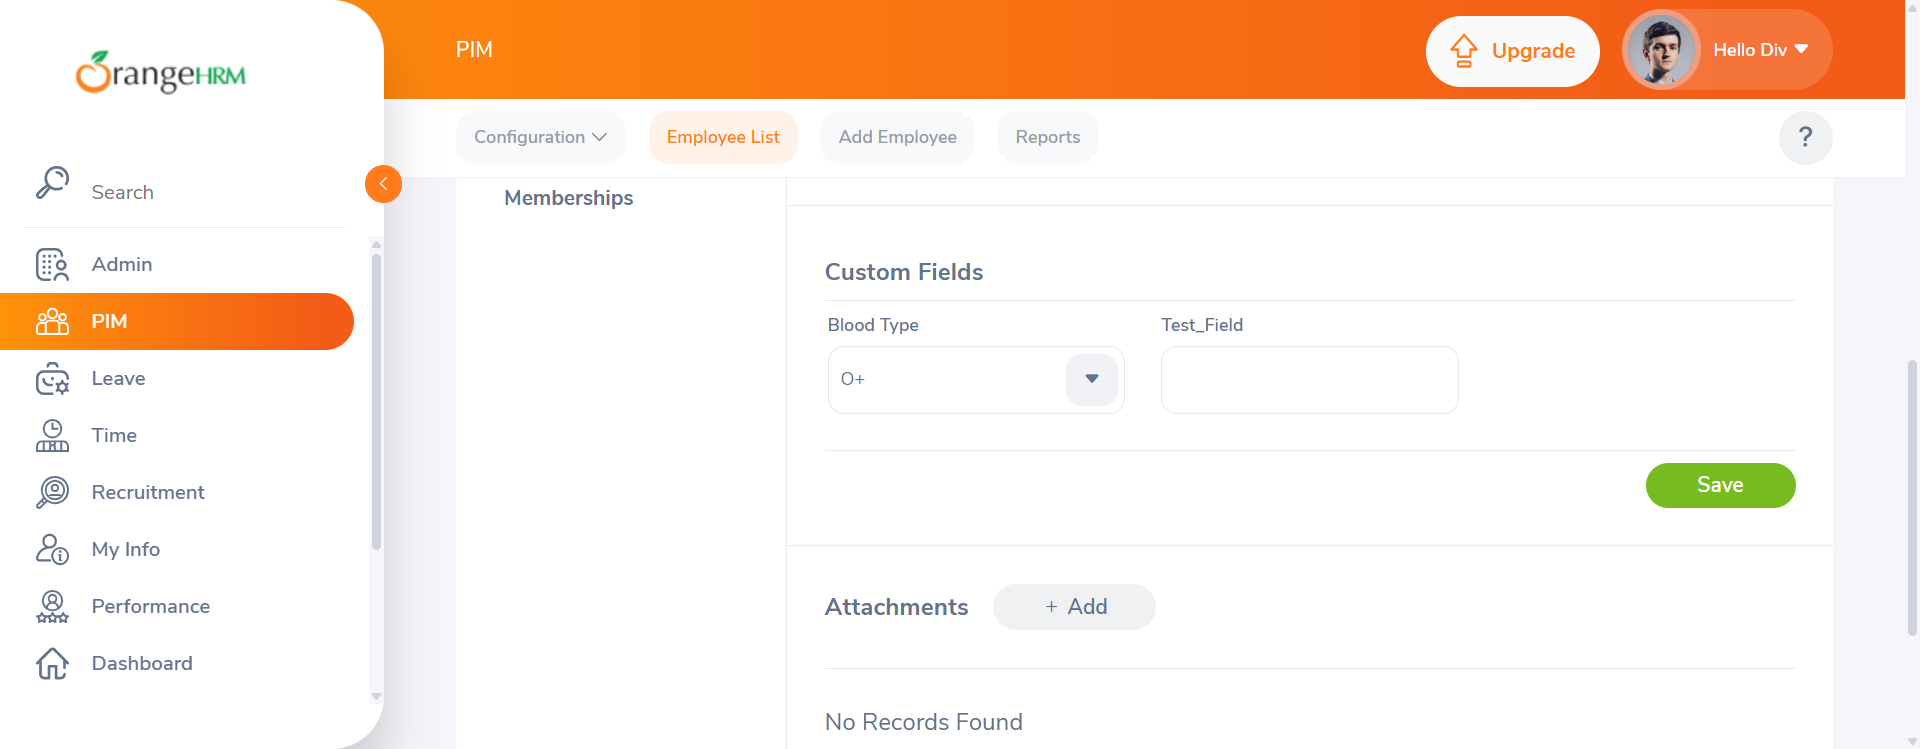 OrangeHRM
PIM
Upgrade
Hello Div
Configuration
Employee List
Add Employee
Reports
?
Search
Memberships
Admin
PIM
Leave
Time
Recruitment
My Info
Performance
Dashboard
Custom Fields
Blood Type
Test_Field
O+
Save
Attachments
+ Add
No Records Found